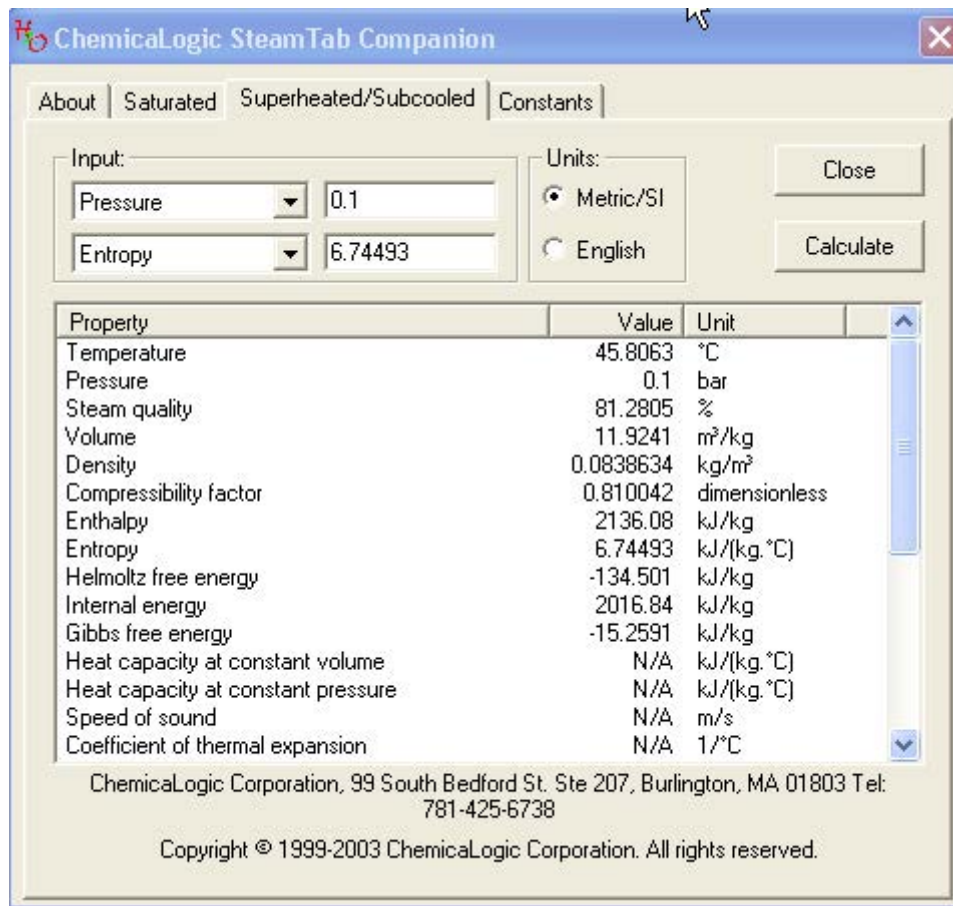 HO ChemicaLogic SteamTab Companion
About Saturated Superheated/Subcooled Constants
Input: Units:
Pressure 0.1 Metric/SI Close
Entropy 6.74493 English Calculate
Property Value Unit
Temperature 45.8063 °C
Pressure 0.1 bar
Steam quality 81.2805 %
Volume 11.9241 m³/kg
Density 0.0838634 kg/m³
Compressibility factor 0.810042 dimensionless
Enthalpy 2136.08 kJ/kg
Entropy 6.74493 kJ/(kg.°C)
Helmoltz free energy -134.501 kJ/kg
Internal energy 2016.84 kJ/kg
Gibbs free energy -15.2591 kJ/kg
Heat capacity at constant volume N/A kJ/(kg.°C)
Heat capacity at constant pressure N/A kJ/(kg.°C)
Speed of sound N/A m/s
Coefficient of thermal expansion N/A 1/°C
ChemicaLogic Corporation, 99 South Bedford St. Ste 207, Burlington, MA 01803 Tel:
781-425-6738
Copyright © 1999-2003 ChemicaLogic Corporation. All rights reserved.